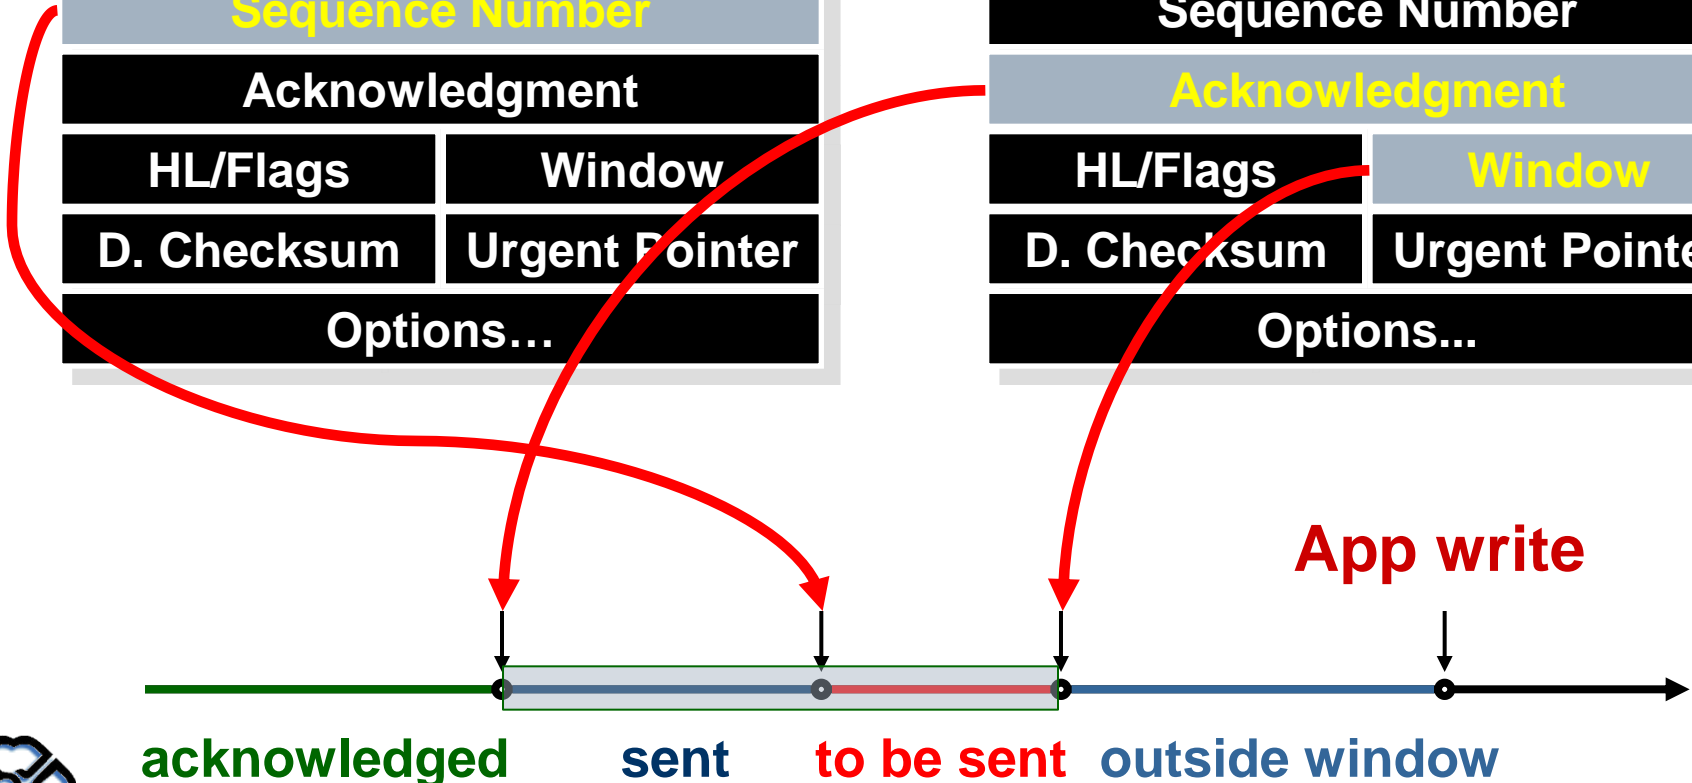 Sequence Number
Acknowledgment
HL/Flags Window
D. Checksum Urgent Pointer
Options…
Sequence Number
Acknowledgment
HL/Flags Window
D. Checksum Urgent Pointe
Options...
App write
acknowledged sent to be sent outside window